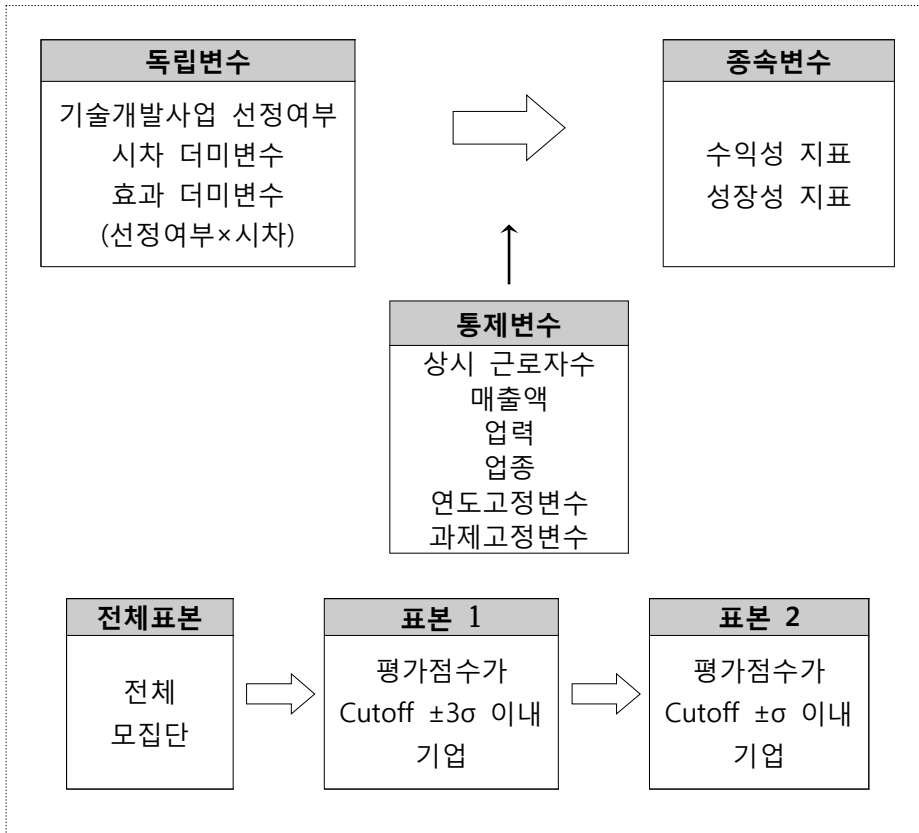 독립변수
기술개발사업 선정여부
시차 더미변수
효과 더미변수
(선정여부×시차)
종속변수
수익성 지표
성장성 지표
통제변수
상시 근로자수
매출액
업력
업종
연도고정변수
과제고정변수
전체표본
전체
모집단
표본 1
평가점수가
Cutoff ±3σ 이내
기업
표본 2
평가점수가
Cutoff ±σ 이내
기업